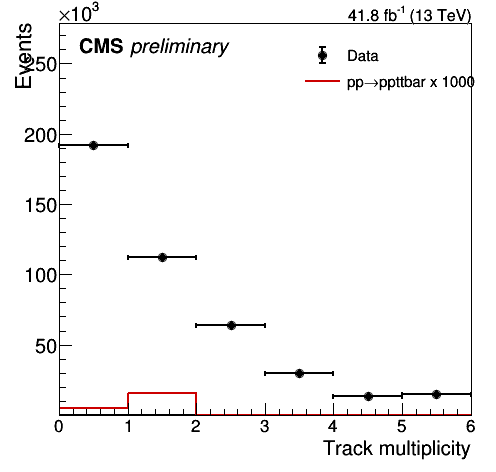 ×10³
41.8 fb⁻¹ (13 TeV)
CMS preliminary
Data
pp→ppttbar x 1000
Events
250
200
150
100
50
0 1 2 3 4 5 6
Track multiplicity